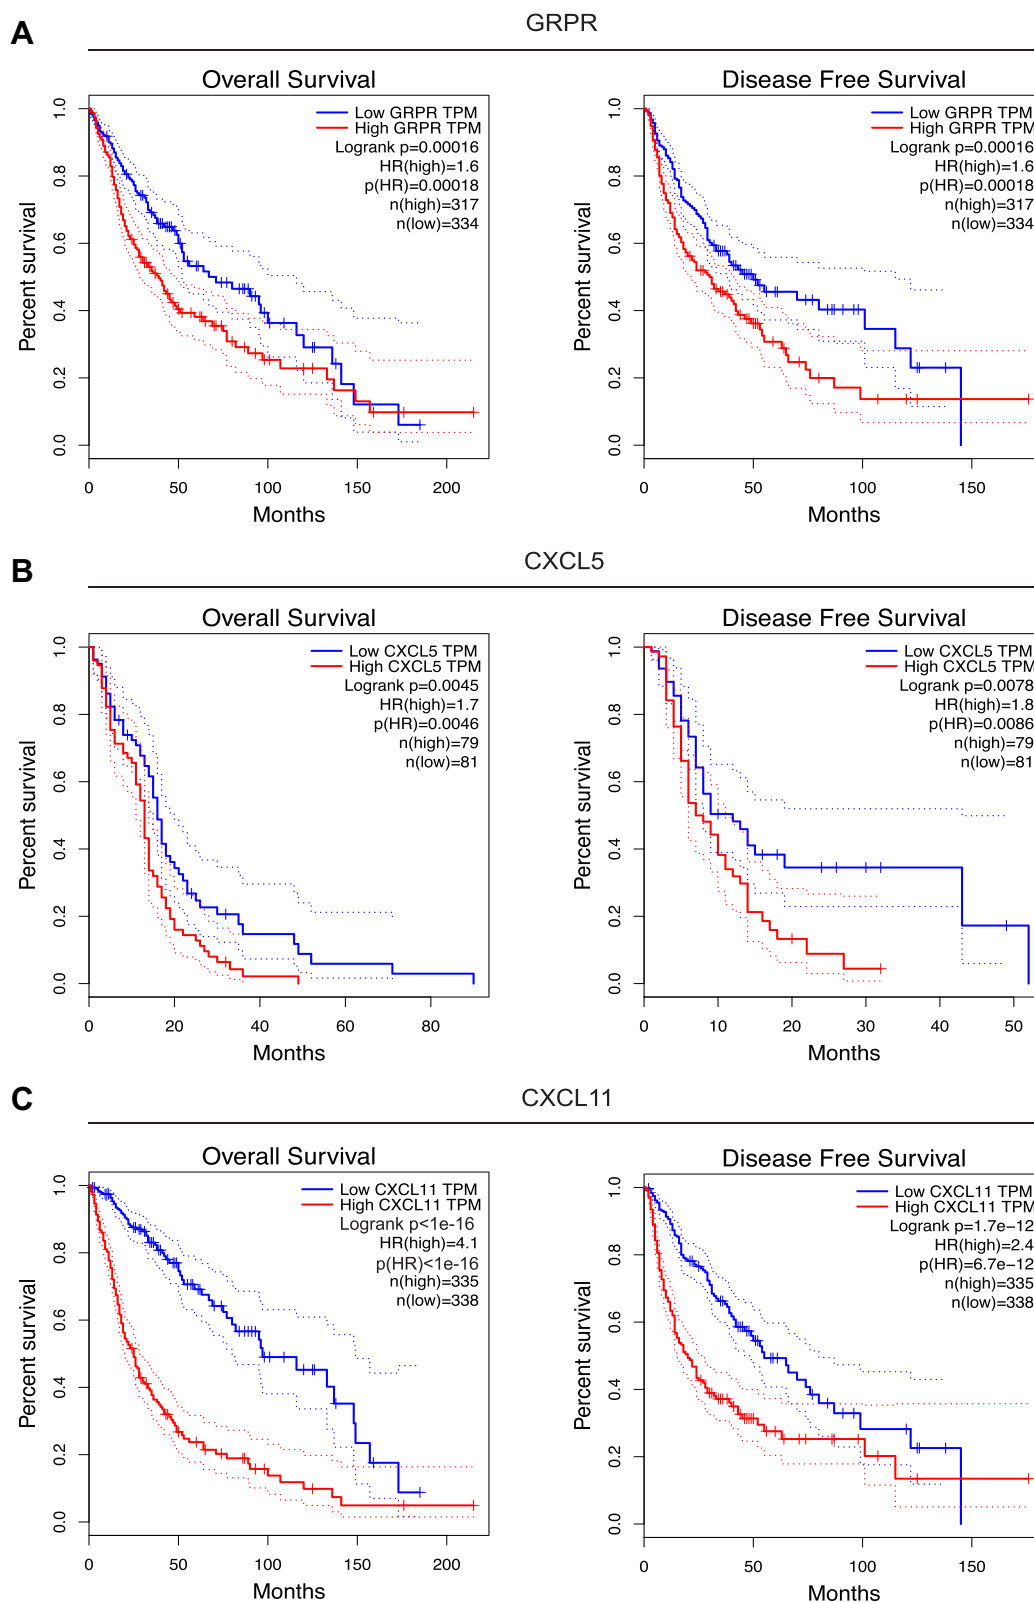 A
GRPR
Overall Survival
Low GRPR TPM
High GRPR TPM
Logrank p=0.00016
HR(high)=1.6
p(HR)=0.00018
n(high)=317
n(low)=334
Percent survival
0.0
0.2
0.4
0.6
0.8
1.0
0 50 100 150 200
Months
Disease Free Survival
Low GRPR TPM
High GRPR TPM
Logrank p=0.00016
HR(high)=1.6
p(HR)=0.00018
n(high)=317
n(low)=334
Percent survival
0.0
0.2
0.4
0.6
0.8
1.0
0 50 100 150
Months
B
CXCL5
Overall Survival
Low CXCL5 TPM
High CXCL5 TPM
Logrank p=0.0045
HR(high)=1.7
p(HR)=0.0046
n(high)=79
n(low)=81
Percent survival
0.0
0.2
0.4
0.6
0.8
1.0
0 20 40 60 80
Months
Disease Free Survival
Low CXCL5 TPM
High CXCL5 TPM
Logrank p=0.0078
HR(high)=1.8
p(HR)=0.0086
n(high)=79
n(low)=81
Percent survival
0.0
0.2
0.4
0.6
0.8
1.0
0 10 20 30 40 50
Months
C
CXCL11
Overall Survival
Low CXCL11 TPM
High CXCL11 TPM
Logrank p<1e-16
HR(high)=4.1
p(HR)<1e-16
n(high)=335
n(low)=338
Percent survival
0.0
0.2
0.4
0.6
0.8
1.0
0 50 100 150 200
Months
Disease Free Survival
Low CXCL11 TPM
High CXCL11 TPM
Logrank p=1.7e−12
HR(high)=2.4
p(HR)=6.7e−12
n(high)=335
n(low)=338
Percent survival
0.0
0.2
0.4
0.6
0.8
1.0
0 50 100 150
Months